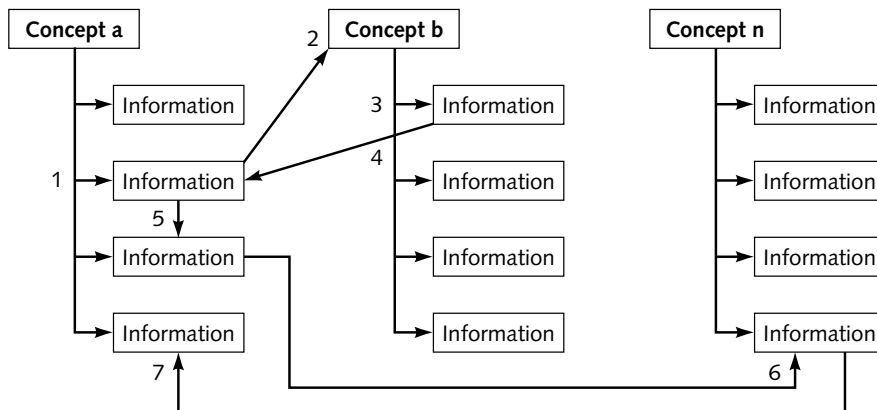 Concept a
2
Concept b
Concept n
Information
3
Information
Information
1
Information
4
Information
Information
5
Information
Information
Information
Information
Information
Information
7
6